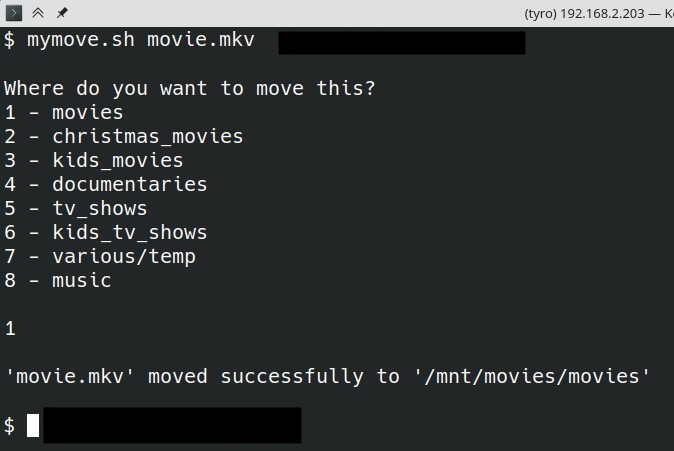 (tyro) 192.168.2.203 — K
$ mymove.sh movie.mkv
Where do you want to move this?
1 - movies
2 - christmas_movies
3 - kids_movies
4 - documentaries
5 - tv_shows
6 - kids_tv_shows
7 - various/temp
8 - music
1
'movie.mkv' moved successfully to '/mnt/movies/movies'
$